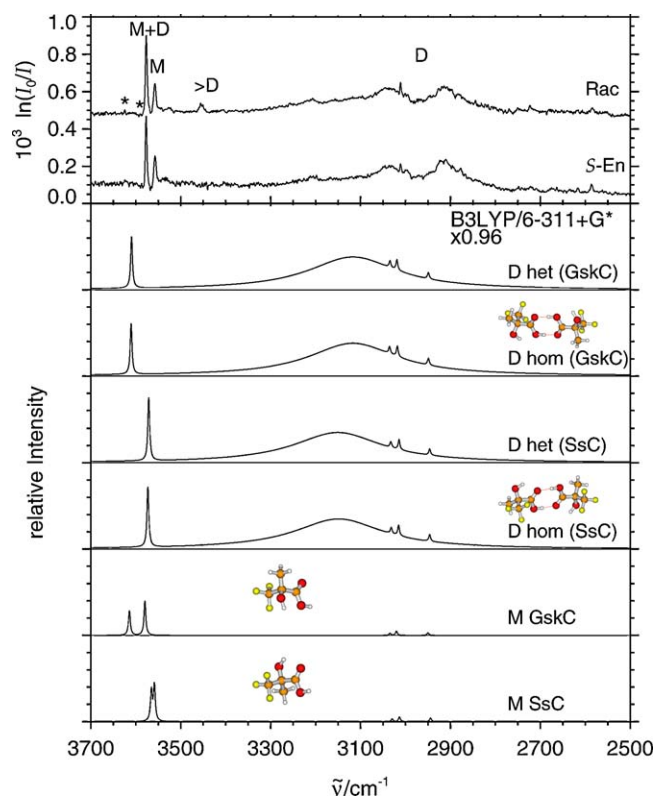 M+D
M
>D
D
* *
Rac
S-En
10³ ln(I₀/I)
1.0
0.8
0.6
0.4
0.2
0.0
B3LYP/6-311+G*
x0.96
D het (GskC)
D hom (GskC)
D het (SsC)
D hom (SsC)
M GskC
M SsC
relative Intensity
3700 3500 3300 3100 2900 2700 2500
ν̃/cm⁻¹